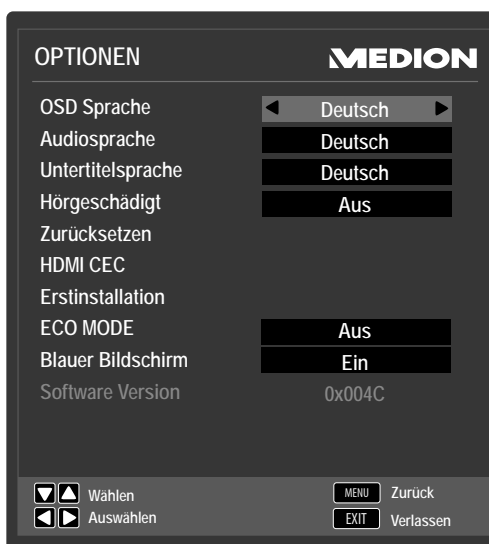 OPTIONEN MEDION
OSD Sprache Deutsch
Audiosprache Deutsch
Untertitelsprache Deutsch
Hörgeschädigt Aus
Zurücksetzen
HDMI CEC
Erstinstallation
ECO MODE Aus
Blauer Bildschirm Ein
Software Version 0x004C
Wählen MENU Zurück
Auswählen EXIT Verlassen